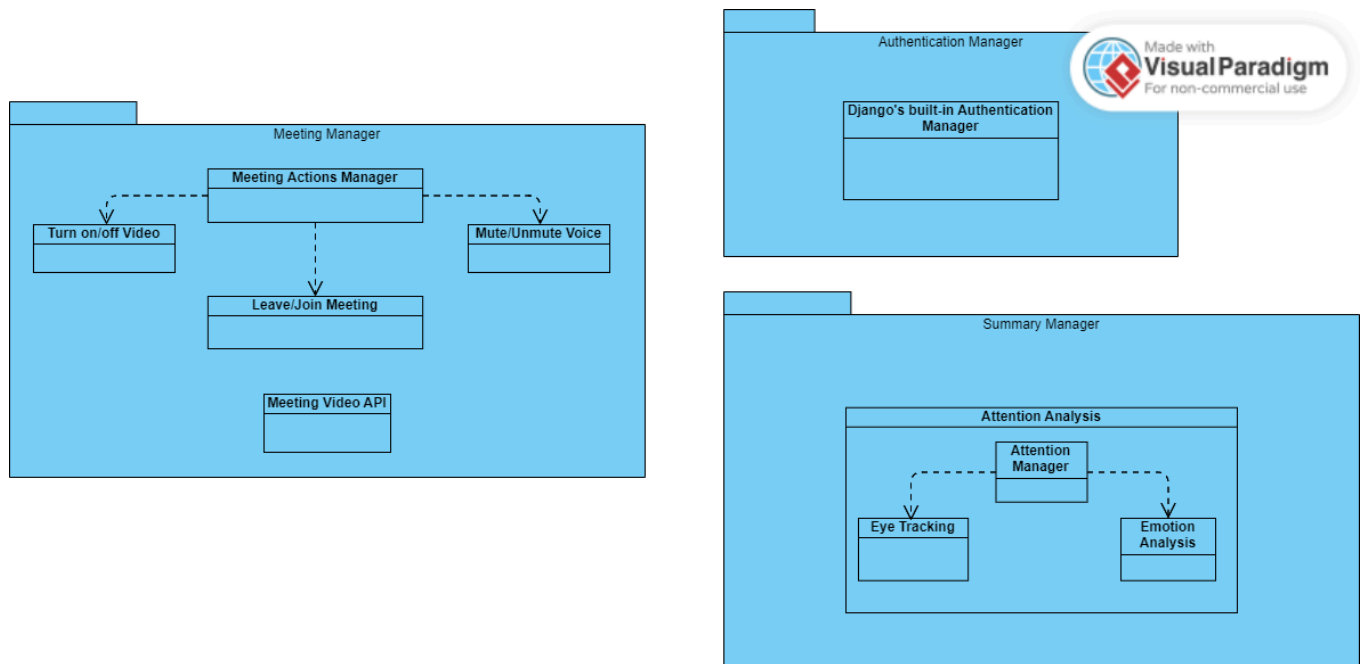 Meeting Manager
Meeting Actions Manager
Turn on/off Video
Mute/Unmute Voice
Leave/Join Meeting
Meeting Video API
Authentication Manager
Django's built-in Authentication
Manager
Made with
Visual Paradigm
For non-commercial use
Summary Manager
Attention Analysis
Attention
Manager
Eye Tracking
Emotion
Analysis